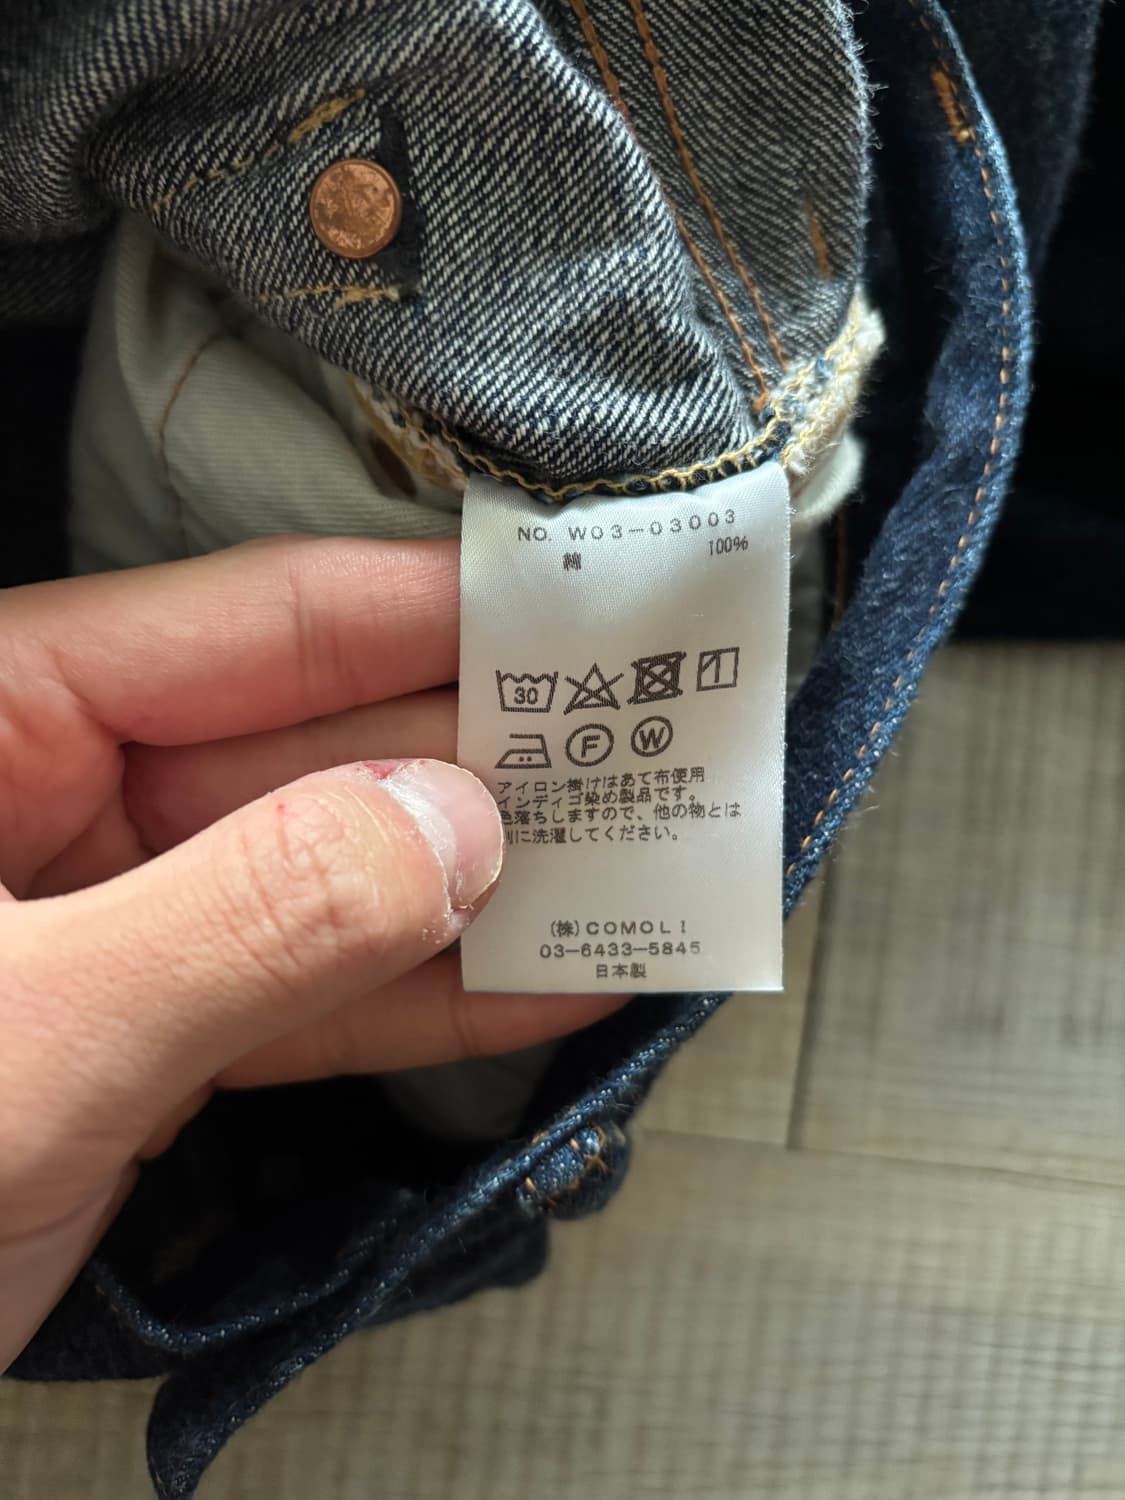 NO. W03-03003
綿 100%
30
F W
アイロン掛けはあて布使用
インディゴ染め製品です。
色落ちしますので、他の物とは
別に洗濯してください。
(株)COMOLI
03-6433-5845
日本製